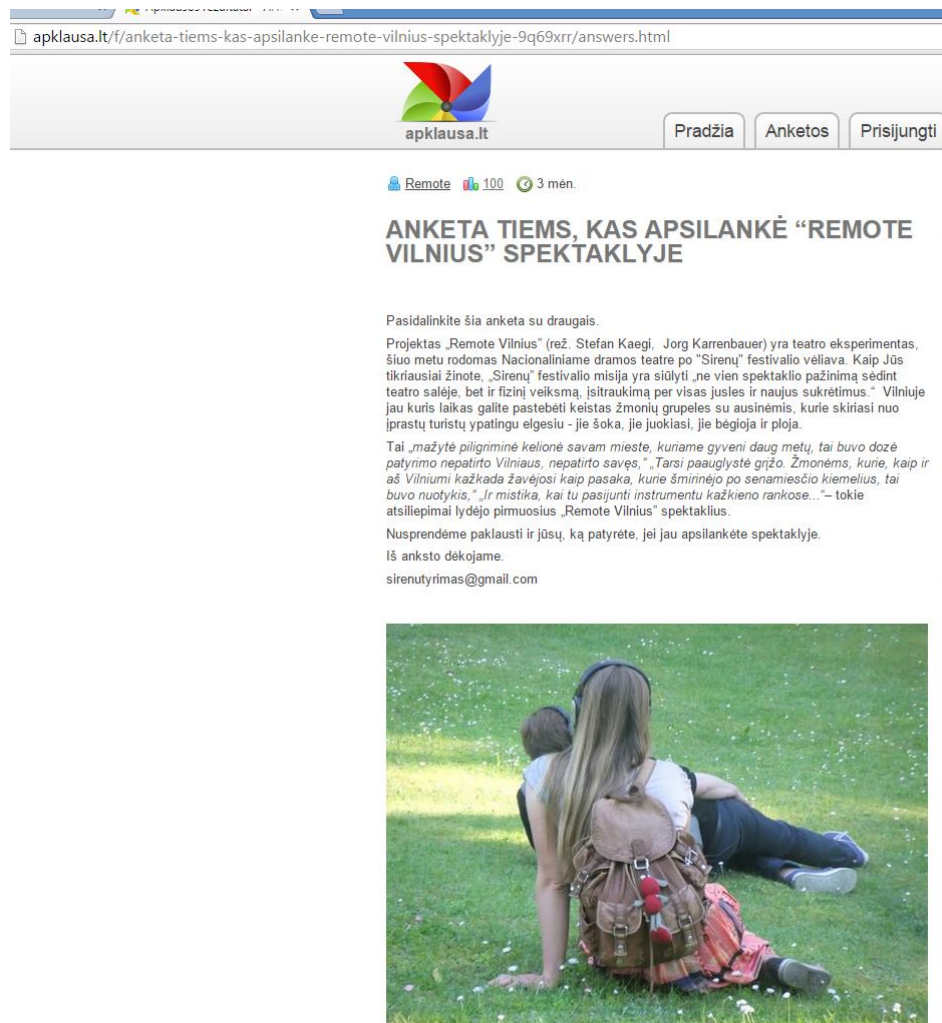 apklausa.lt/f/anketa-tiems-kas-apsilanke-remote-vilnius-spektaklyje-9q69xrr/answers.html
apklausa.lt
Pradžia Anketos Prisijungti
Remote 100 3 mėn.
ANKETA TIEMS, KAS APSILANKĖ “REMOTE
VILNIUS” SPEKTAKLYJE
Pasidalinkite šia anketa su draugais.
Projektas „Remote Vilnius” (rež. Stefan Kaegi, Jorg Karrenbauer) yra teatro eksperimentas,
šiuo metu rodomas Nacionaliniame dramos teatre po "Sirenų” festivalio vėliava. Kaip Jūs
tikriausiai žinote, „Sirenų” festivalio misija yra siūlyti „ne vien spektaklio pažinimą sėdint
teatro salėje, bet ir fizinį veiksmą, įsitraukimą per visas jusles ir naujus sukrėtimus.“ Vilniuje
jau kuris laikas galite pastebėti keistas žmonių grupeles su ausinėmis, kurie skiriasi nuo
įprastų turistų ypatingu elgesiu - jie šoka, jie juokiasi, jie bėgioja ir ploja.
Tai „mažytė piligriminė kelionė savam mieste, kuriame gyveni daug metų, tai buvo dozė
patyrimo nepatirto Vilniaus, nepatirto savęs,“ „Tarsi paauglystė grįžo. Žmonėms, kurie, kaip ir
aš Vilniumi kažkada žavėjosi kaip pasaka, kurie šmirinėjo po senamiesčio kiemelius, tai
buvo nuotykis,“ „Ir mistika, kai tu pasijunti instrumentu kažkieno rankose...“– tokie
atsiliepimai lydėjo pirmuosius „Remote Vilnius” spektaklius.
Nusprendėme paklausti ir jūsų, ką patyrėte, jei jau apsilankėte spektaklyje.
Iš anksto dėkojame.
sirenutyrimas@gmail.com